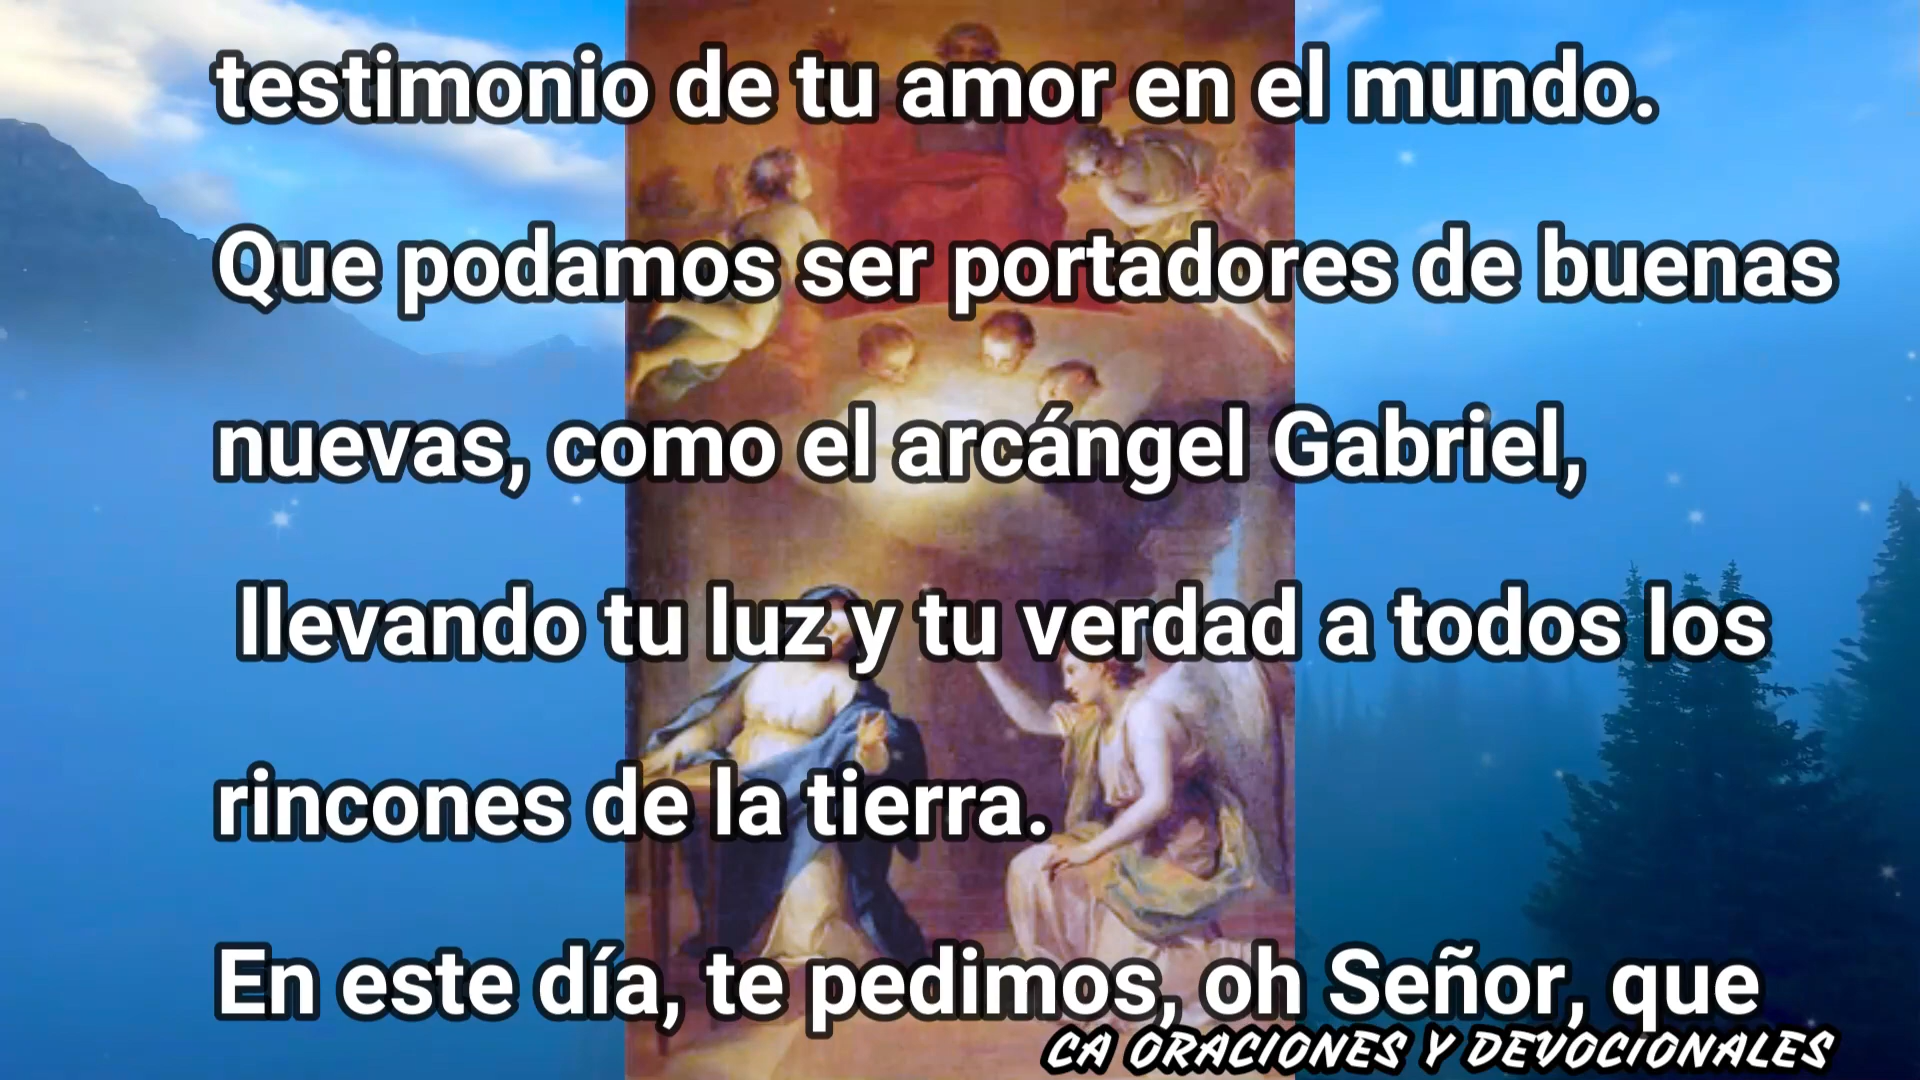 testimonio de tu amor en el mundo.
Que podamos ser portadores de buenas
nuevas, como el arcángel Gabriel,
llevando tu luz y tu verdad a todos los
rincones de la tierra.
En este día, te pedimos, oh Señor, que
CA ORACIONES Y DEVOCIONALES